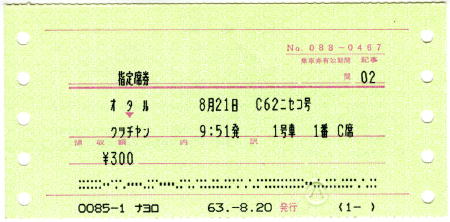 No. 088-0467
乗車券有効期間 記事
間 02
指定席券
オタル 8月21日 C62ニセコ号
クツチヤン 9:51発 1号車 1番 C席
領収額 内訳
¥300
0085-1 ナヨロ 63.-8.20 発行 (1-)